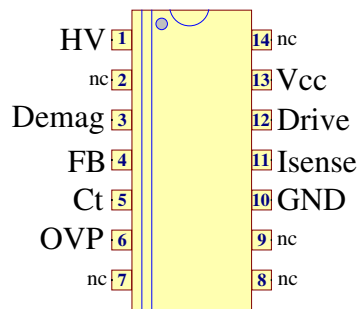 HV 1 14 nc
nc 2 13 Vcc
Demag 3 12 Drive
FB 4 11 Isense
Ct 5 10 GND
OVP 6 9 nc
nc 7 8 nc